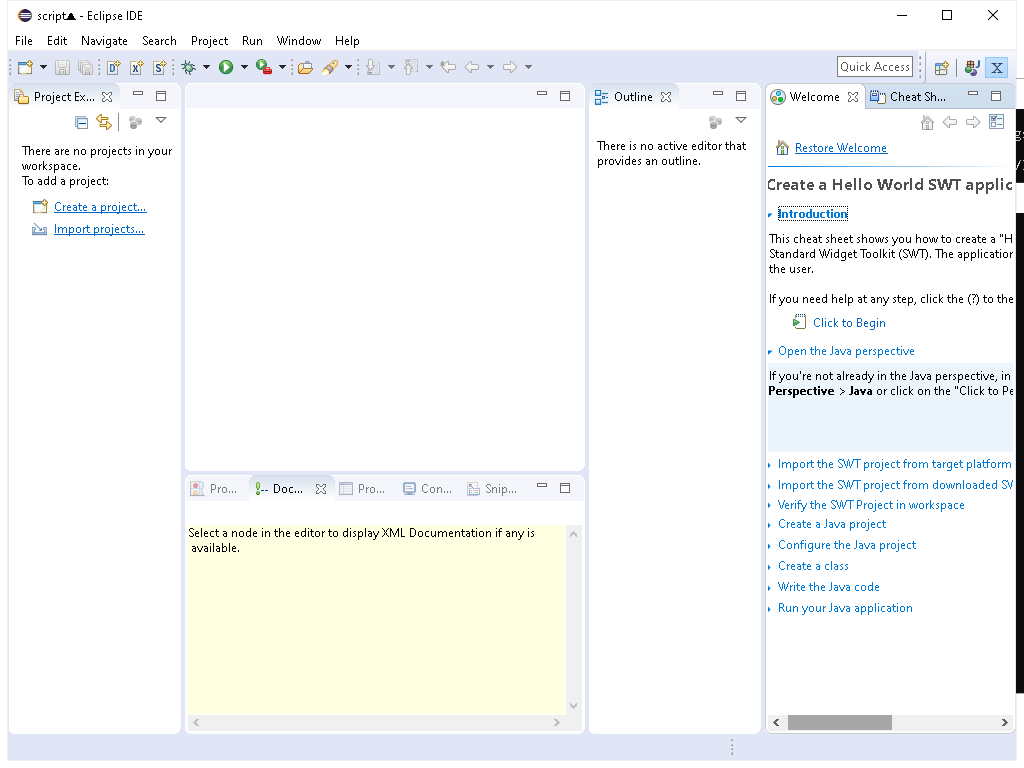 script▲ - Eclipse IDE
File Edit Navigate Search Project Run Window Help
Quick Access
Project Ex...
Outline
Welcome
Cheat Sh...
There are no projects in your
workspace.
To add a project:
Create a project...
Import projects...
There is no active editor that
provides an outline.
Restore Welcome
Create a Hello World SWT applic
Introduction
This cheat sheet shows you how to create a "H
Standard Widget Toolkit (SWT). The application
the user.
If you need help at any step, click the (?) to the
Click to Begin
Open the Java perspective
If you're not already in the Java perspective, in
Perspective > Java or click on the "Click to Pe
Import the SWT project from target platform
Import the SWT project from downloaded SW
Verify the SWT Project in workspace
Create a Java project
Configure the Java project
Create a class
Write the Java code
Run your Java application
Pro... Doc... Pro... Con... Snip...
Select a node in the editor to display XML Documentation if any is
available.